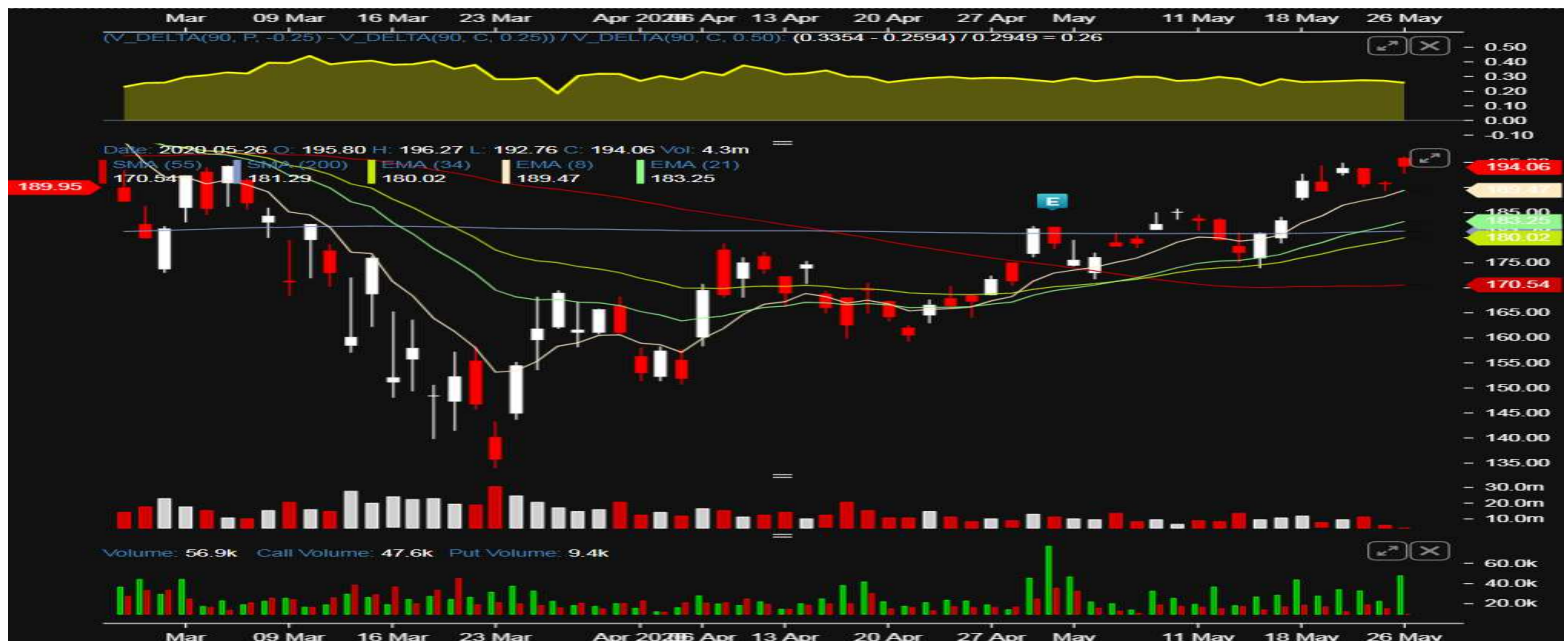 Mar 09 Mar 16 Mar 23 Mar Apr 2020 06 Apr 13 Apr 20 Apr 27 Apr May 11 May 18 May 26 May
(V_DELTA(90, P, -0.25) - V_DELTA(90, C, 0.25)) / V_DELTA(90, C, 0.50): (0.3354 - 0.2594) / 0.2949 = 0.26
0.50
0.40
0.30
0.20
0.10
0.00
-0.10
Date: 2020-05-26 O: 195.80 H: 196.27 L: 192.76 C: 194.06 Vol: 4.3m
SMA (55) SMA (200) EMA (34) EMA (8) EMA (21)
170.54 181.29 180.02 189.47 183.25
195.00
194.06
189.95
189.47
185.00
183.25
180.02
175.00
170.54
165.00
160.00
155.00
150.00
145.00
140.00
135.00
E
30.0m
20.0m
10.0m
Volume: 56.9k Call Volume: 47.6k Put Volume: 9.4k
60.0k
40.0k
20.0k
Mar 09 Mar 16 Mar 23 Mar Apr 2020 06 Apr 13 Apr 20 Apr 27 Apr May 11 May 18 May 26 May